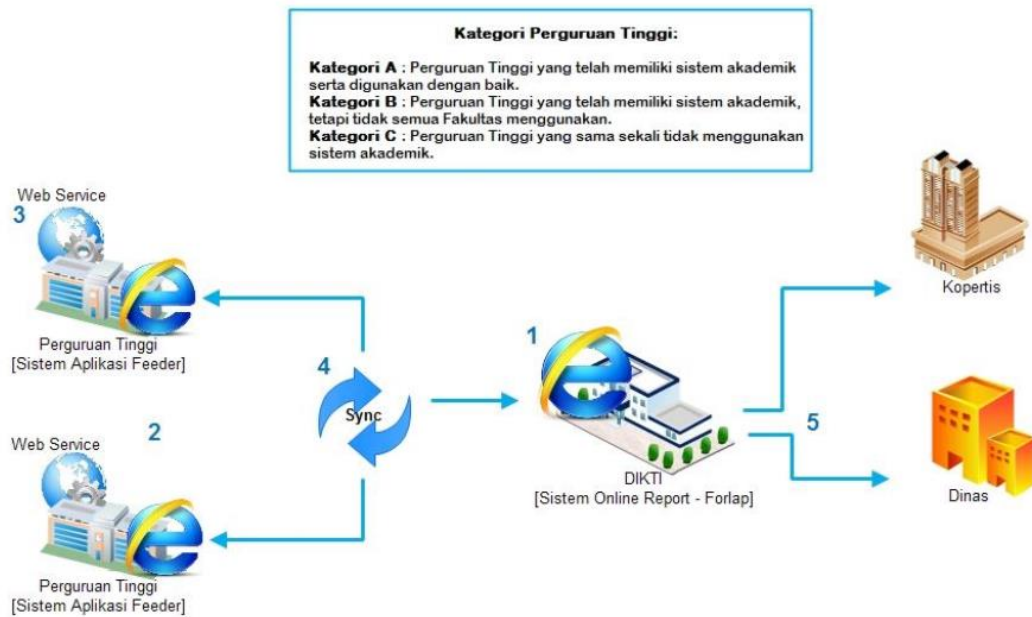 Kategori Perguruan Tinggi:
Kategori A : Perguruan Tinggi yang telah memiliki sistem akademik
serta digunakan dengan baik.
Kategori B : Perguruan Tinggi yang telah memiliki sistem akademik,
tetapi tidak semua Fakultas menggunakan.
Kategori C : Perguruan Tinggi yang sama sekali tidak menggunakan
sistem akademik.
Web Service
3
Perguruan Tinggi
[Sistem Aplikasi Feeder]
Web Service
2
Perguruan Tinggi
[Sistem Aplikasi Feeder]
4
Sync
1
DIKTI
[Sistem Online Report - Forlap]
5
Kopertis
Dinas